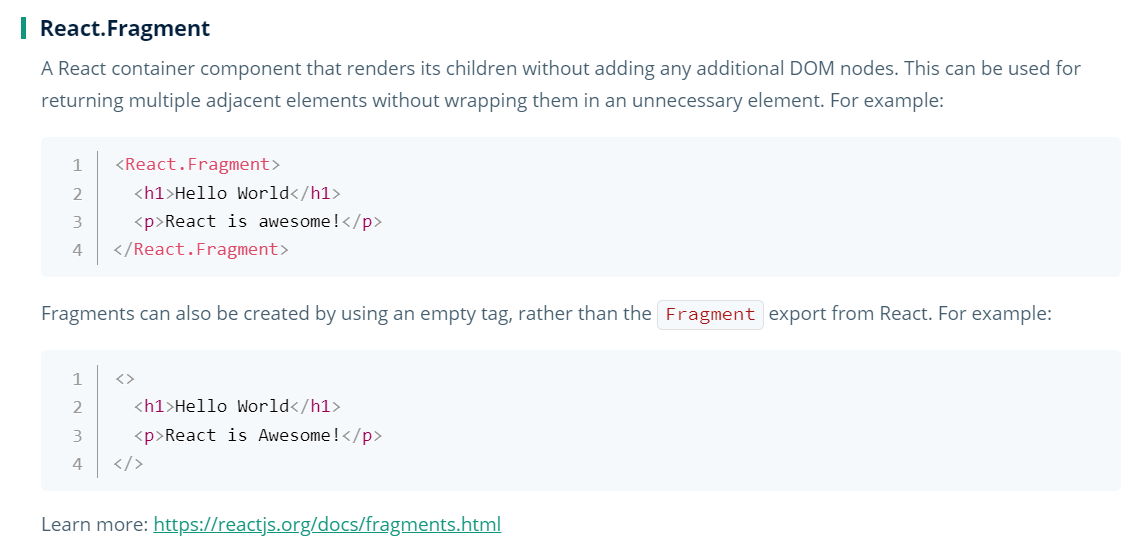 React.Fragment
A React container component that renders its children without adding any additional DOM nodes. This can be used for
returning multiple adjacent elements without wrapping them in an unnecessary element. For example:
1 <React.Fragment>
2   <h1>Hello World</h1>
3   <p>React is awesome!</p>
4 </React.Fragment>
Fragments can also be created by using an empty tag, rather than the Fragment export from React. For example:
1 <>
2   <h1>Hello World</h1>
3   <p>React is Awesome!</p>
4 </>
Learn more: https://reactjs.org/docs/fragments.html